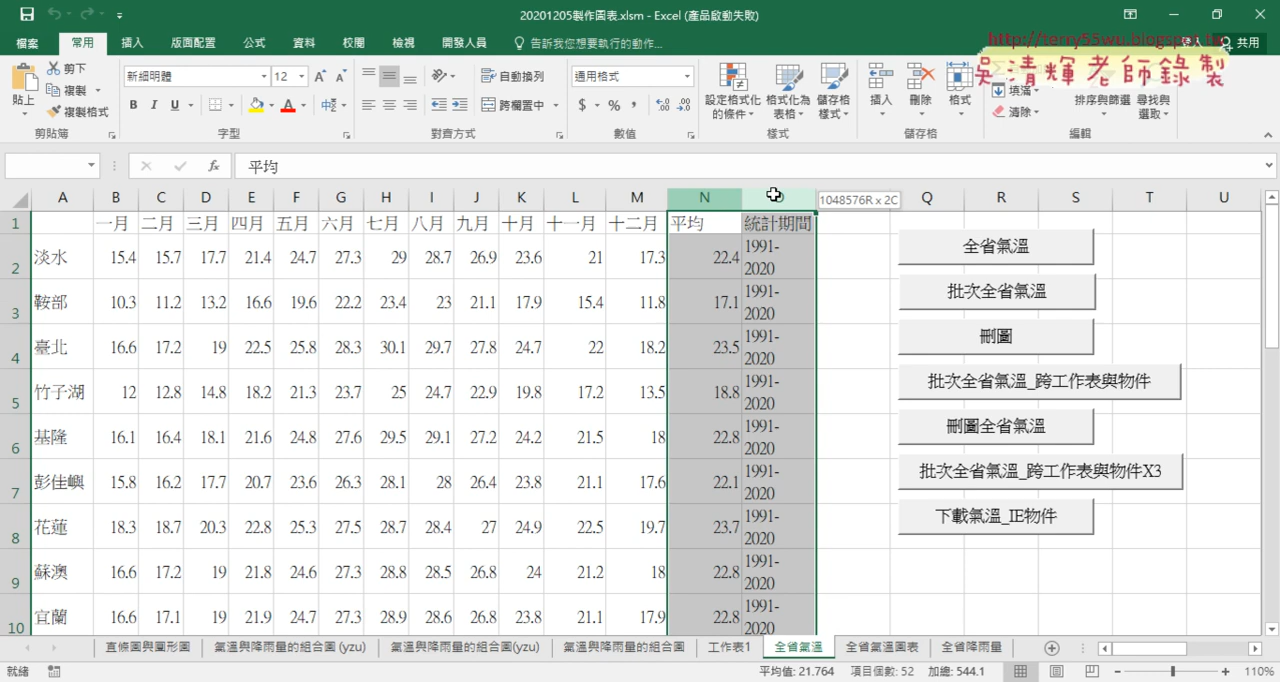 20201205製作圖表.xlsm - Excel (產品啟動失敗)
http://terry55wu.blogspot.tw
吳清輝老師錄製
檔案 常用 插入 版面配置 公式 資料 校閱 檢視 開發人員 告訴我您想要執行的動作... 共用
貼上 剪下 複製 複製格式 剪貼簿
新細明體 12 B I U A 中 字型
自動換列 跨欄置中 對齊方式
通用格式 $ % 數值
設定格式化的條件 格式化為表格 儲存格樣式 樣式
插入 刪除 格式 儲存格
填滿 清除 排序與篩選 尋找與選取 編輯
fx 平均
A B C D E F G H I J K L M N 1048576R x 2C Q R S T U
1 一月 二月 三月 四月 五月 六月 七月 八月 九月 十月 十一月 十二月 平均 統計期間
2 淡水 15.4 15.7 17.7 21.4 24.7 27.3 29 28.7 26.9 23.6 21 17.3 22.4 1991-2020
3 鞍部 10.3 11.2 13.2 16.6 19.6 22.2 23.4 23 21.1 17.9 15.4 11.8 17.1 1991-2020
4 臺北 16.6 17.2 19 22.5 25.8 28.3 30.1 29.7 27.8 24.7 22 18.2 23.5 1991-2020
5 竹子湖 12 12.8 14.8 18.2 21.3 23.7 25 24.7 22.9 19.8 17.2 13.5 18.8 1991-2020
6 基隆 16.1 16.4 18.1 21.6 24.8 27.6 29.5 29.1 27.2 24.2 21.5 18 22.8 1991-2020
7 彭佳嶼 15.8 16.2 17.7 20.7 23.6 26.3 28.1 28 26.4 23.8 21.1 17.6 22.1 1991-2020
8 花蓮 18.3 18.7 20.3 22.8 25.3 27.5 28.7 28.4 27 24.9 22.5 19.7 23.7 1991-2020
9 蘇澳 16.6 17.2 19 21.8 24.6 27.3 28.8 28.5 26.8 24 21.2 18 22.8 1991-2020
10 宜蘭 16.6 17.1 19 21.9 24.7 27.3 28.9 28.6 26.8 23.8 21.1 17.9 22.8 1991-2020
全省氣溫
批次全省氣溫
刪圖
批次全省氣溫_跨工作表與物件
刪圖全省氣溫
批次全省氣溫_跨工作表與物件X3
下載氣溫_IE物件
直條圖與圓形圖 氣溫與降雨量的組合圖 (yzu) 氣溫與降雨量的組合圖(yzu) 氣溫與降雨量的組合圖 工作表1 全省氣溫 全省氣溫圖表 全省降雨量
就緒 平均值: 21.764 項目個數: 52 加總: 544.1 110%